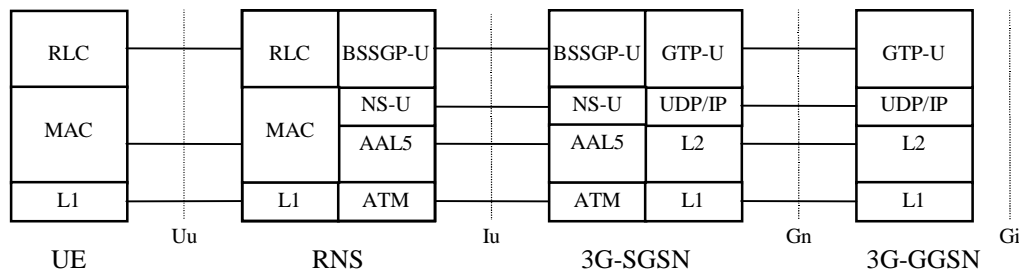 RLC RLC BSSGP-U BSSGP-U GTP-U GTP-U
NS-U NS-U UDP/IP UDP/IP
MAC MAC
AAL5 AAL5 L2 L2
L1 L1 ATM ATM L1 L1
Uu Iu Gn Gi
UE RNS 3G-SGSN 3G-GGSN